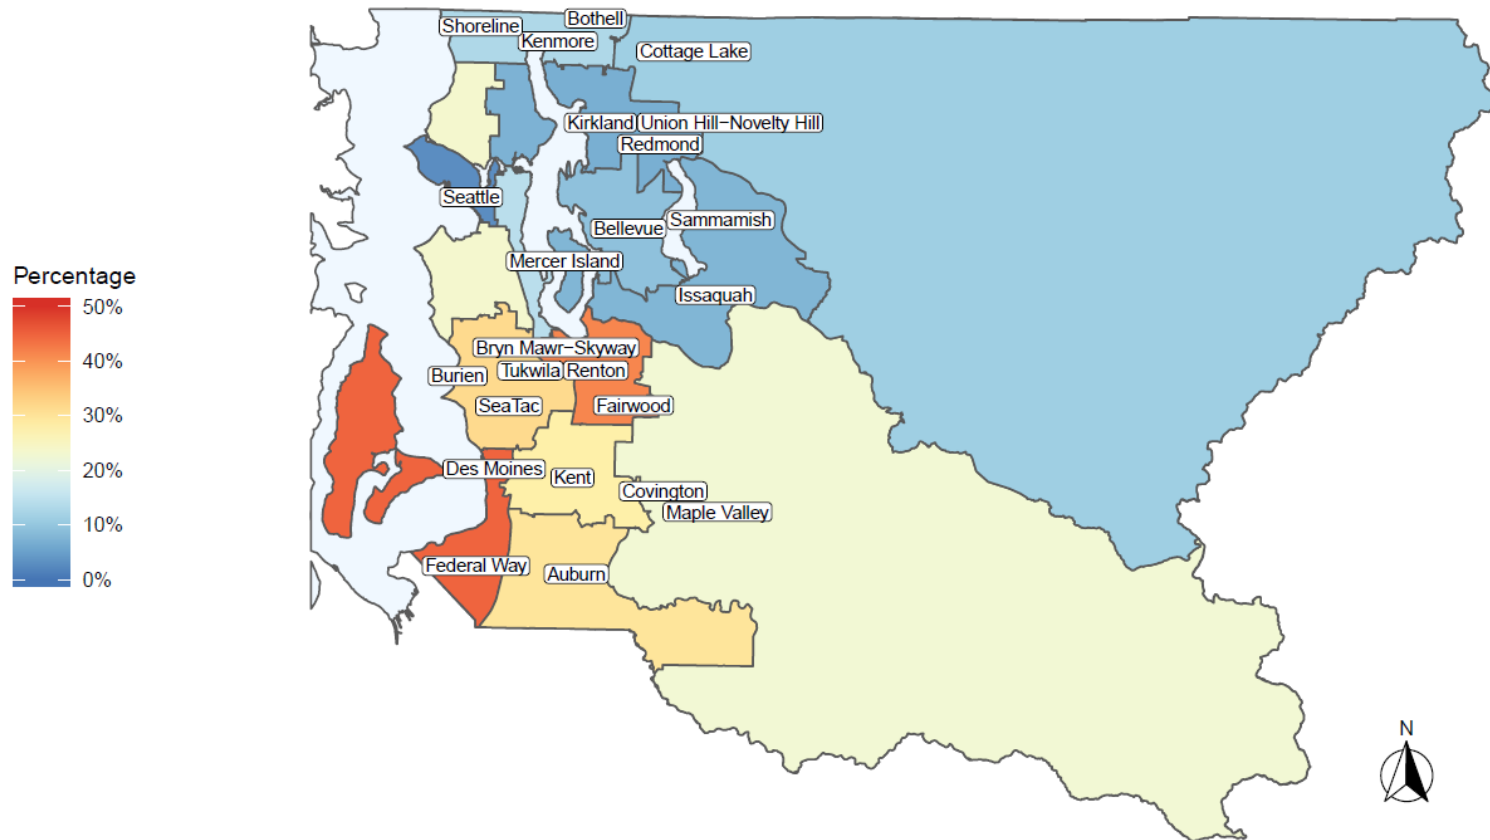 Bothell
Shoreline
Kenmore
Cottage Lake
Kirkland
Union Hill−Novelty Hill
Redmond
Seattle
Sammamish
Bellevue
Mercer Island
Issaquah
Percentage
50%
40%
30%
20%
10%
0%
Bryn Mawr−Skyway
Tukwila
Renton
Burien
SeaTac
Fairwood
Des Moines
Kent
Covington
Maple Valley
Federal Way
Auburn
N